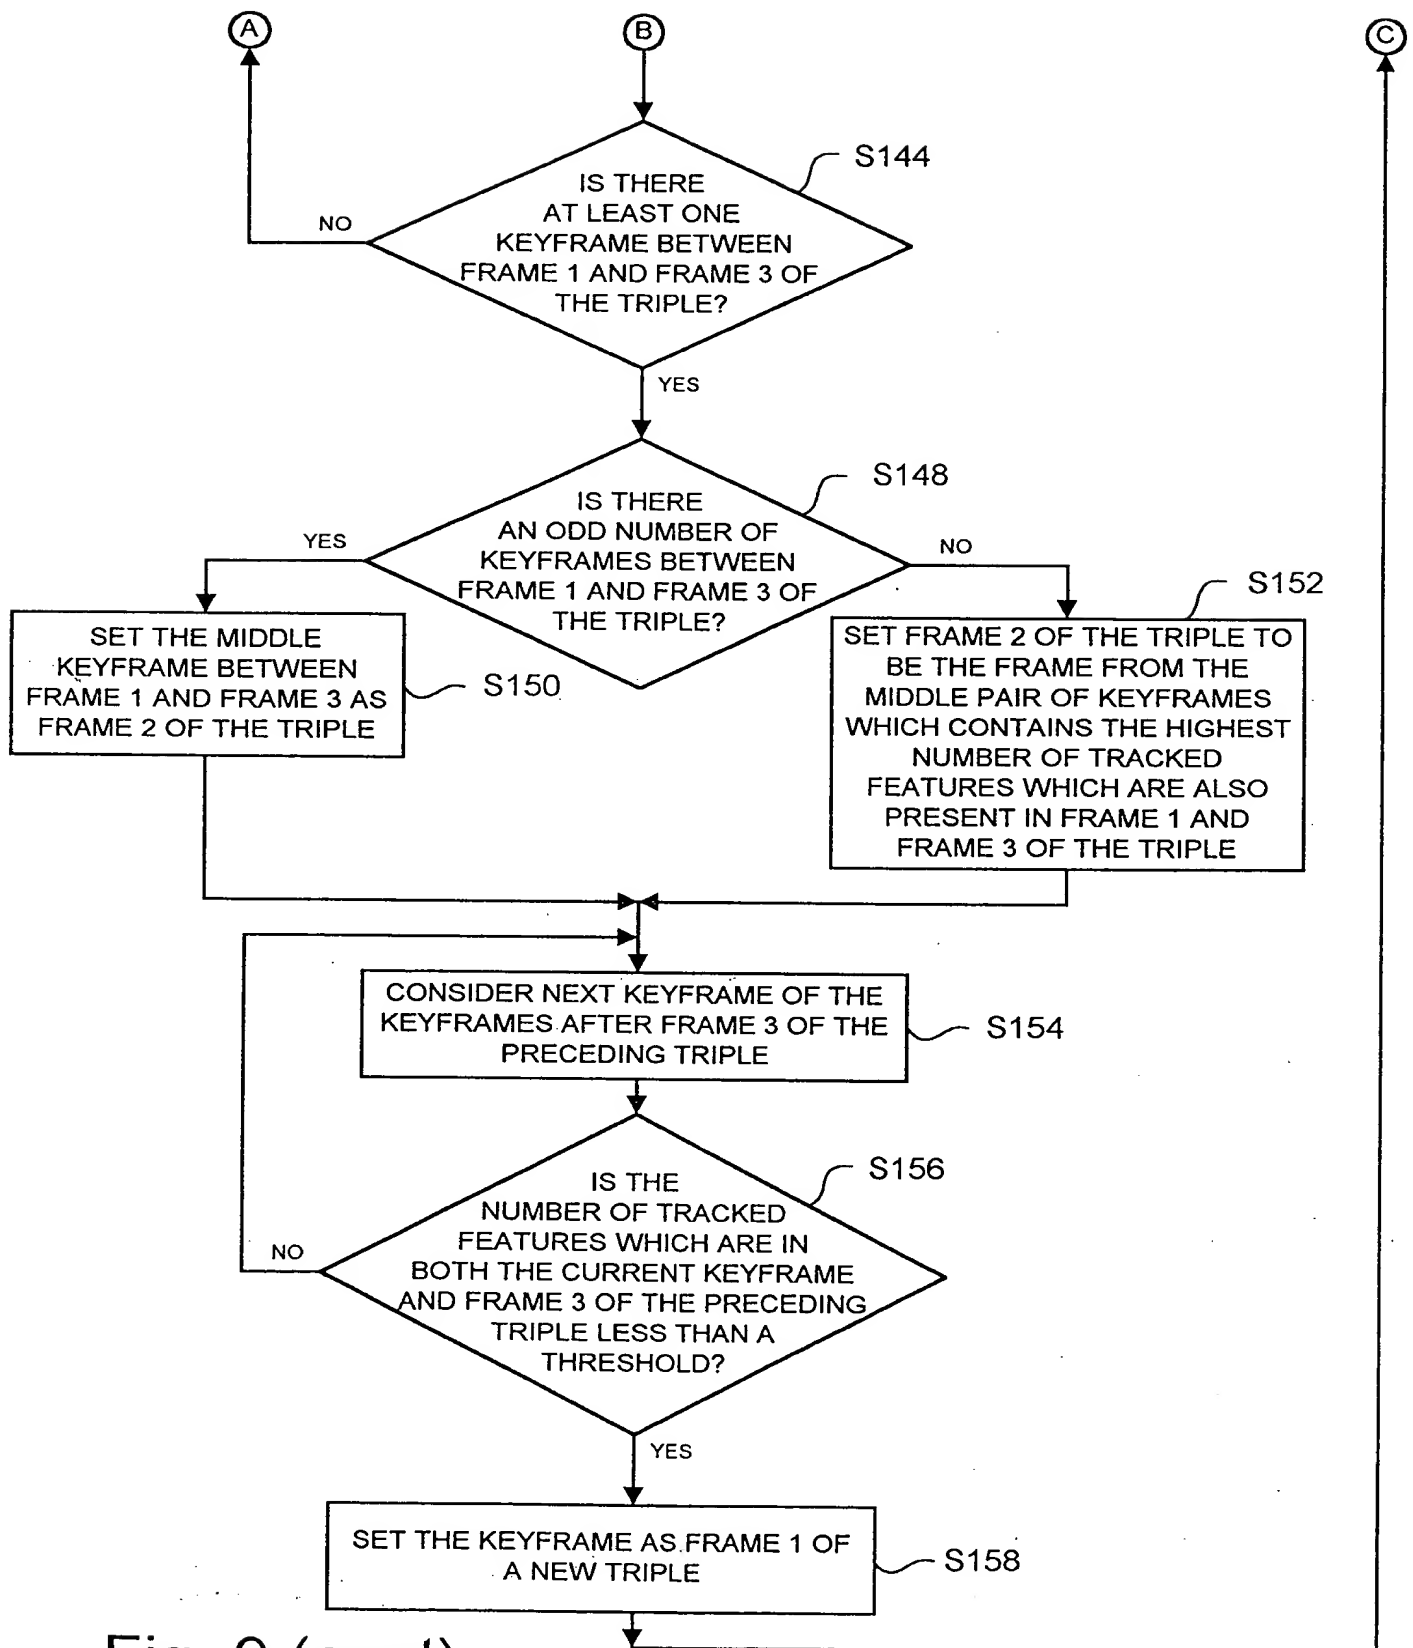 A
B
C
S144
IS THERE
AT LEAST ONE
KEYFRAME BETWEEN
FRAME 1 AND FRAME 3 OF
THE TRIPLE?
NO
YES
S148
IS THERE
AN ODD NUMBER OF
KEYFRAMES BETWEEN
FRAME 1 AND FRAME 3 OF
THE TRIPLE?
YES
NO
SET THE MIDDLE
KEYFRAME BETWEEN
FRAME 1 AND FRAME 3 AS
FRAME 2 OF THE TRIPLE
S150
S152
SET FRAME 2 OF THE TRIPLE TO
BE THE FRAME FROM THE
MIDDLE PAIR OF KEYFRAMES
WHICH CONTAINS THE HIGHEST
NUMBER OF TRACKED
FEATURES WHICH ARE ALSO
PRESENT IN FRAME 1 AND
FRAME 3 OF THE TRIPLE
CONSIDER NEXT KEYFRAME OF THE
KEYFRAMES AFTER FRAME 3 OF THE
PRECEDING TRIPLE
S154
S156
IS THE
NUMBER OF TRACKED
FEATURES WHICH ARE IN
BOTH THE CURRENT KEYFRAME
AND FRAME 3 OF THE PRECEDING
TRIPLE LESS THAN A
THRESHOLD?
NO
YES
SET THE KEYFRAME AS FRAME 1 OF
A NEW TRIPLE
S158